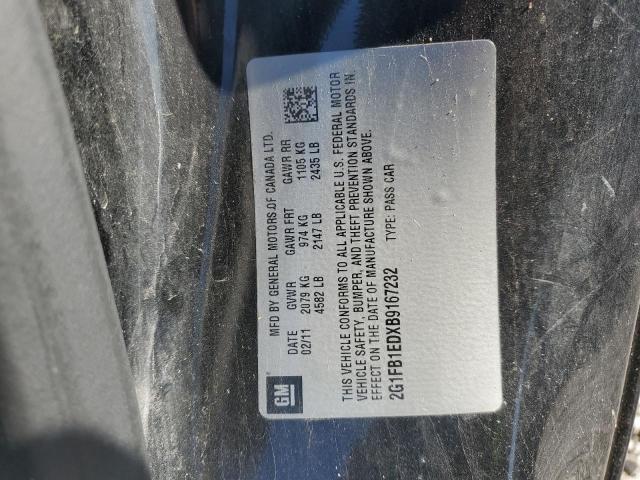 GM
MFD BY GENERAL MOTORS OF CANADA LTD.
DATE GVWR GAWR FRT GAWR RR
02/11 2079 KG 974 KG 1105 KG
4582 LB 2147 LB 2435 LB
THIS VEHICLE CONFORMS TO ALL APPLICABLE U.S. FEDERAL MOTOR
VEHICLE SAFETY, BUMPER, AND THEFT PREVENTION STANDARDS IN
EFFECT ON THE DATE OF MANUFACTURE SHOWN ABOVE.
2G1FB1EDXB9167232 TYPE: PASS CAR